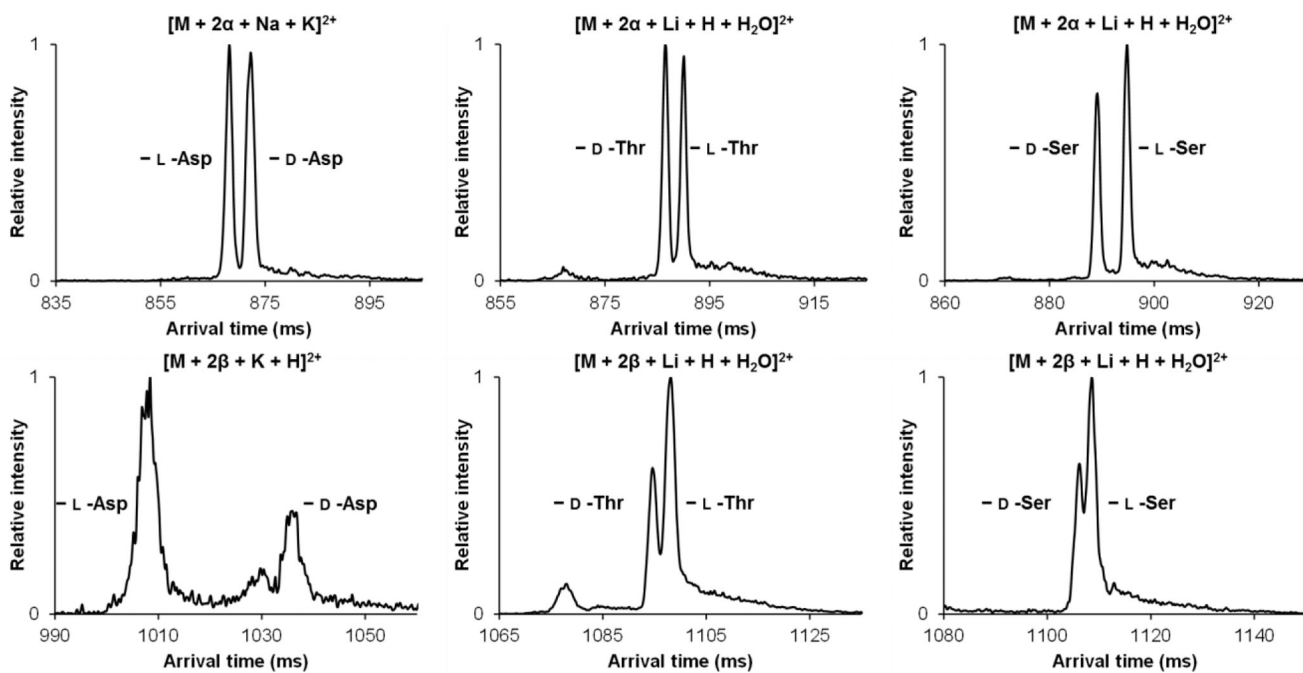 [M + 2α + Na + K]²⁺
Relative intensity
1
0
– L -Asp
– D -Asp
835
855
875
895
Arrival time (ms)
[M + 2α + Li + H + H₂O]²⁺
Relative intensity
1
0
– D -Thr
– L -Thr
855
875
895
915
Arrival time (ms)
[M + 2α + Li + H + H₂O]²⁺
Relative intensity
1
0
– D -Ser
– L -Ser
860
880
900
920
Arrival time (ms)
[M + 2β + K + H]²⁺
Relative intensity
1
0
– L -Asp
– D -Asp
990
1010
1030
1050
Arrival time (ms)
[M + 2β + Li + H + H₂O]²⁺
Relative intensity
1
0
– D -Thr
– L -Thr
1065
1085
1105
1125
Arrival time (ms)
[M + 2β + Li + H + H₂O]²⁺
Relative intensity
1
0
– D -Ser
– L -Ser
1080
1100
1120
1140
Arrival time (ms)